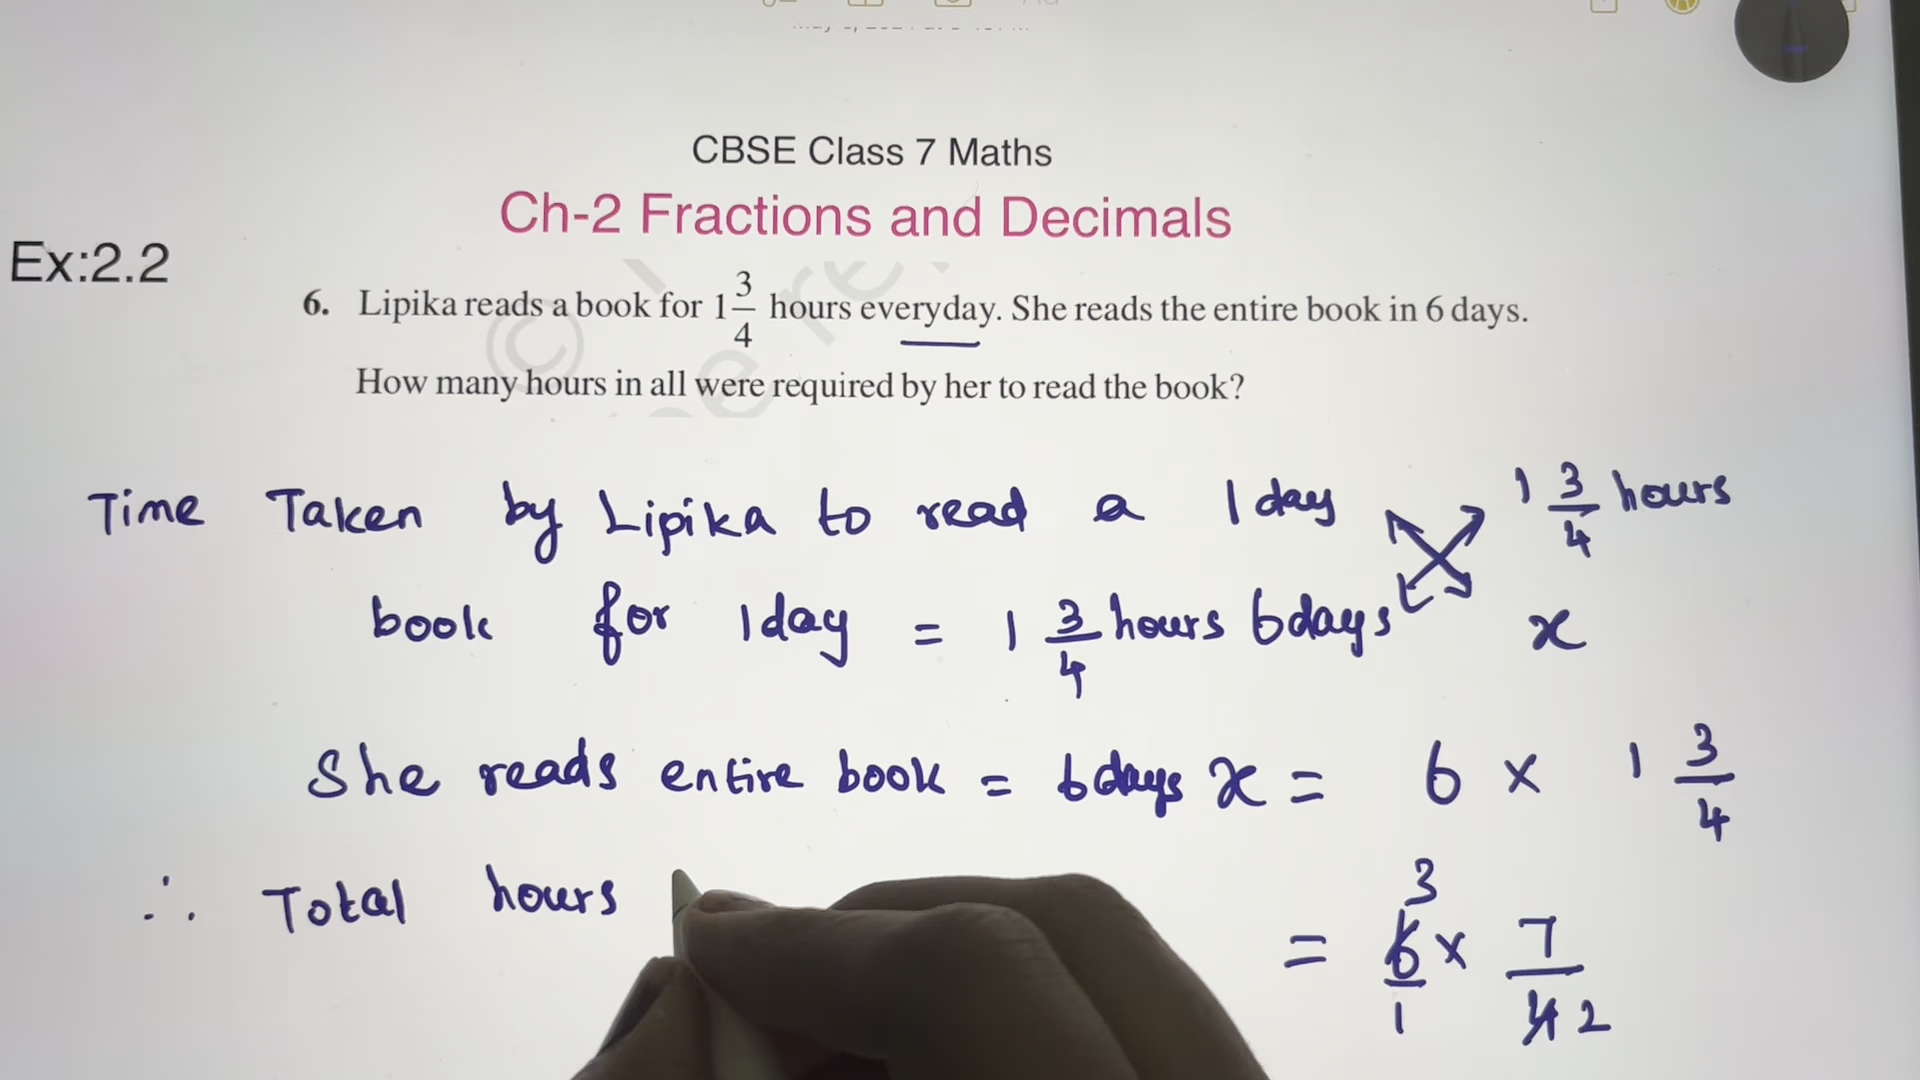 CBSE Class 7 Maths
Ch-2 Fractions and Decimals
Ex:2.2
6. Lipika reads a book for 1 3/4 hours everyday. She reads the entire book in 6 days.
How many hours in all were required by her to read the book?
Time Taken by Lipika to read a 1 day 1 3/4 hours
book for 1 day = 1 3/4 hours 6 days x
She reads entire book = 6 days x = 6 × 1 3/4
∴ Total hours
3
= 6/1 × 7/4 2